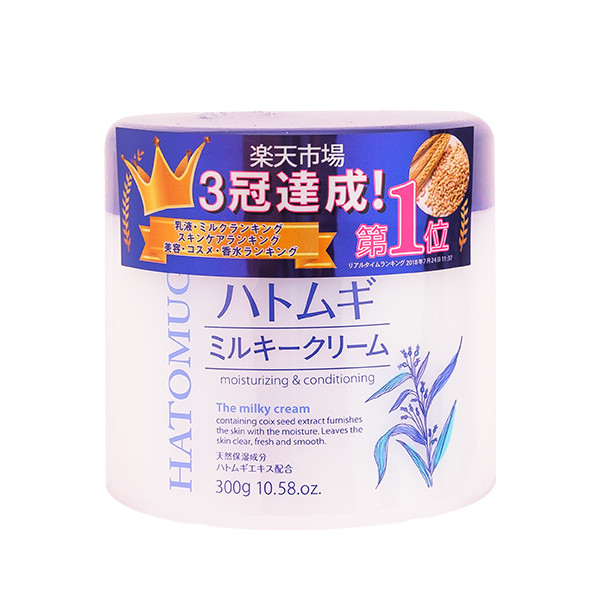 楽天市場
3冠達成!
乳液・ミルクランキング
スキンケアランキング
美容・コスメ・香水ランキング
第1位
リアルタイムランキング 2018年7月24日 11:37
HATOMUG
ハトムギ
ミルキークリーム
moisturizing & conditioning
The milky cream
containing coix seed extract furnishes
the skin with the moisture. Leaves the
skin clear, fresh and smooth.
天然保湿成分
ハトムギエキス配合
300g 10.58.oz.